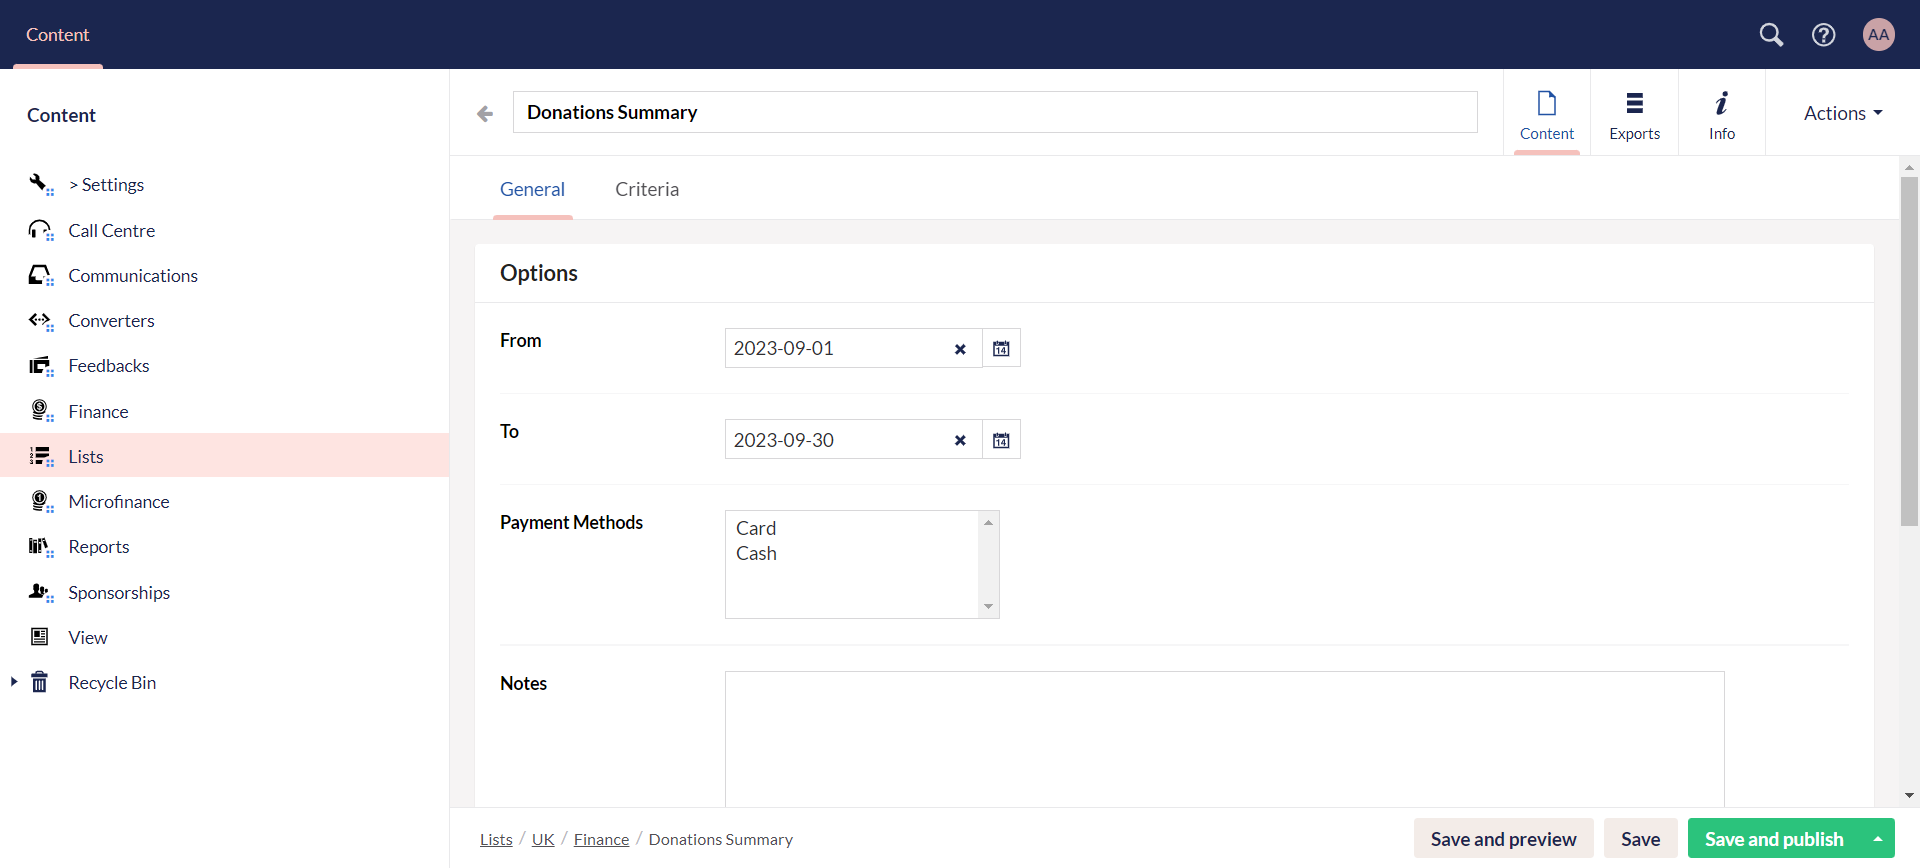 Content
AA
Content
> Settings
Call Centre
Communications
Converters
Feedbacks
Finance
Lists
Microfinance
Reports
Sponsorships
View
Recycle Bin
Donations Summary
Content
Exports
Info
Actions
General
Criteria
Options
From
2023-09-01
14
To
2023-09-30
14
Payment Methods
Card
Cash
Notes
Lists / UK / Finance / Donations Summary
Save and preview
Save
Save and publish